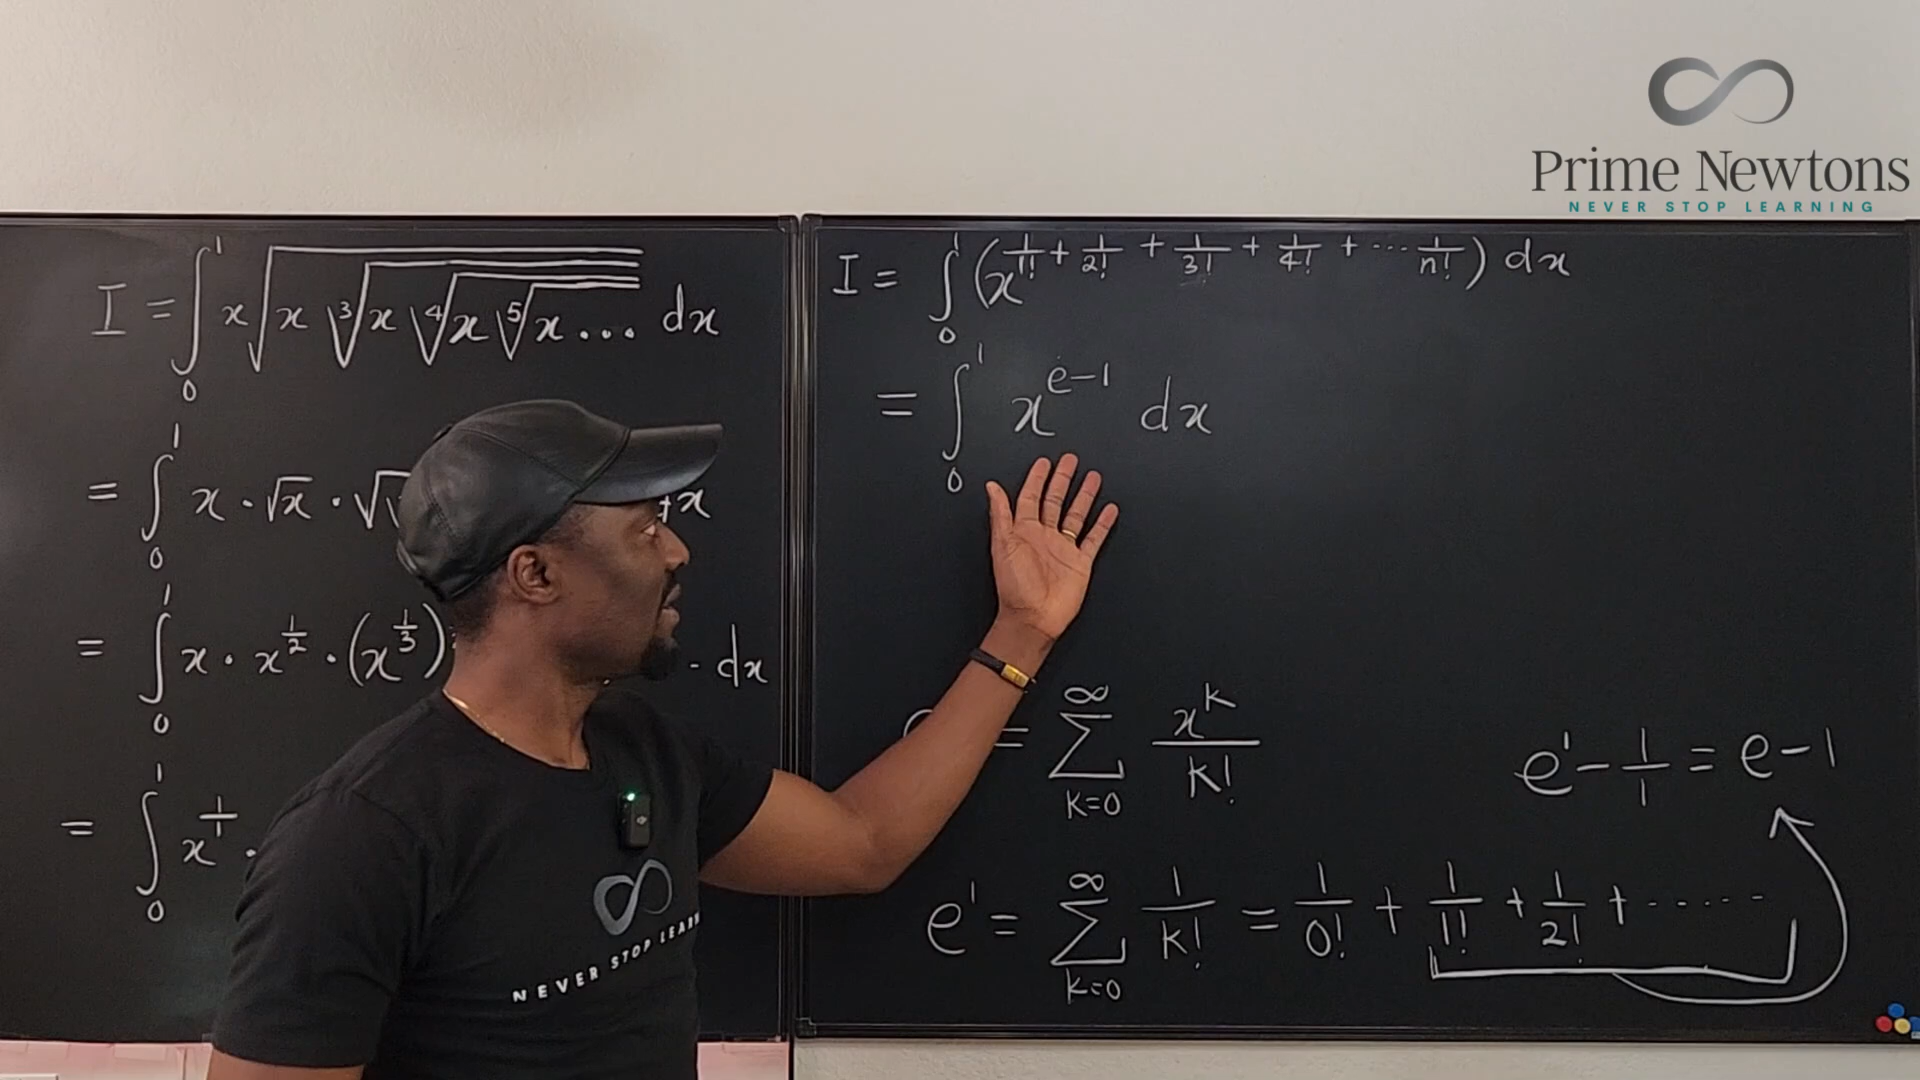 Prime Newtons
NEVER STOP LEARNING
I = ∫₀¹ x√(x ∛(x ∜(x ⁵√(x...)))) dx
= ∫₀¹ x · √x · √
x
= ∫₀¹ x · x^(1/2) · (x^(1/3))
· dx
= ∫₀¹ x^(1/1) ·
I = ∫₀¹ (x^(1/1! + 1/2! + 1/3! + 1/4! + ··· 1/n!)) dx
= ∫₀¹ x^(e-1) dx
= ∑_(k=0)^∞ x^k/k!
e¹ - 1/1 = e - 1
e¹ = ∑_(k=0)^∞ 1/k! = 1/0! + 1/1! + 1/2! + ······
NEVER STOP LEARN